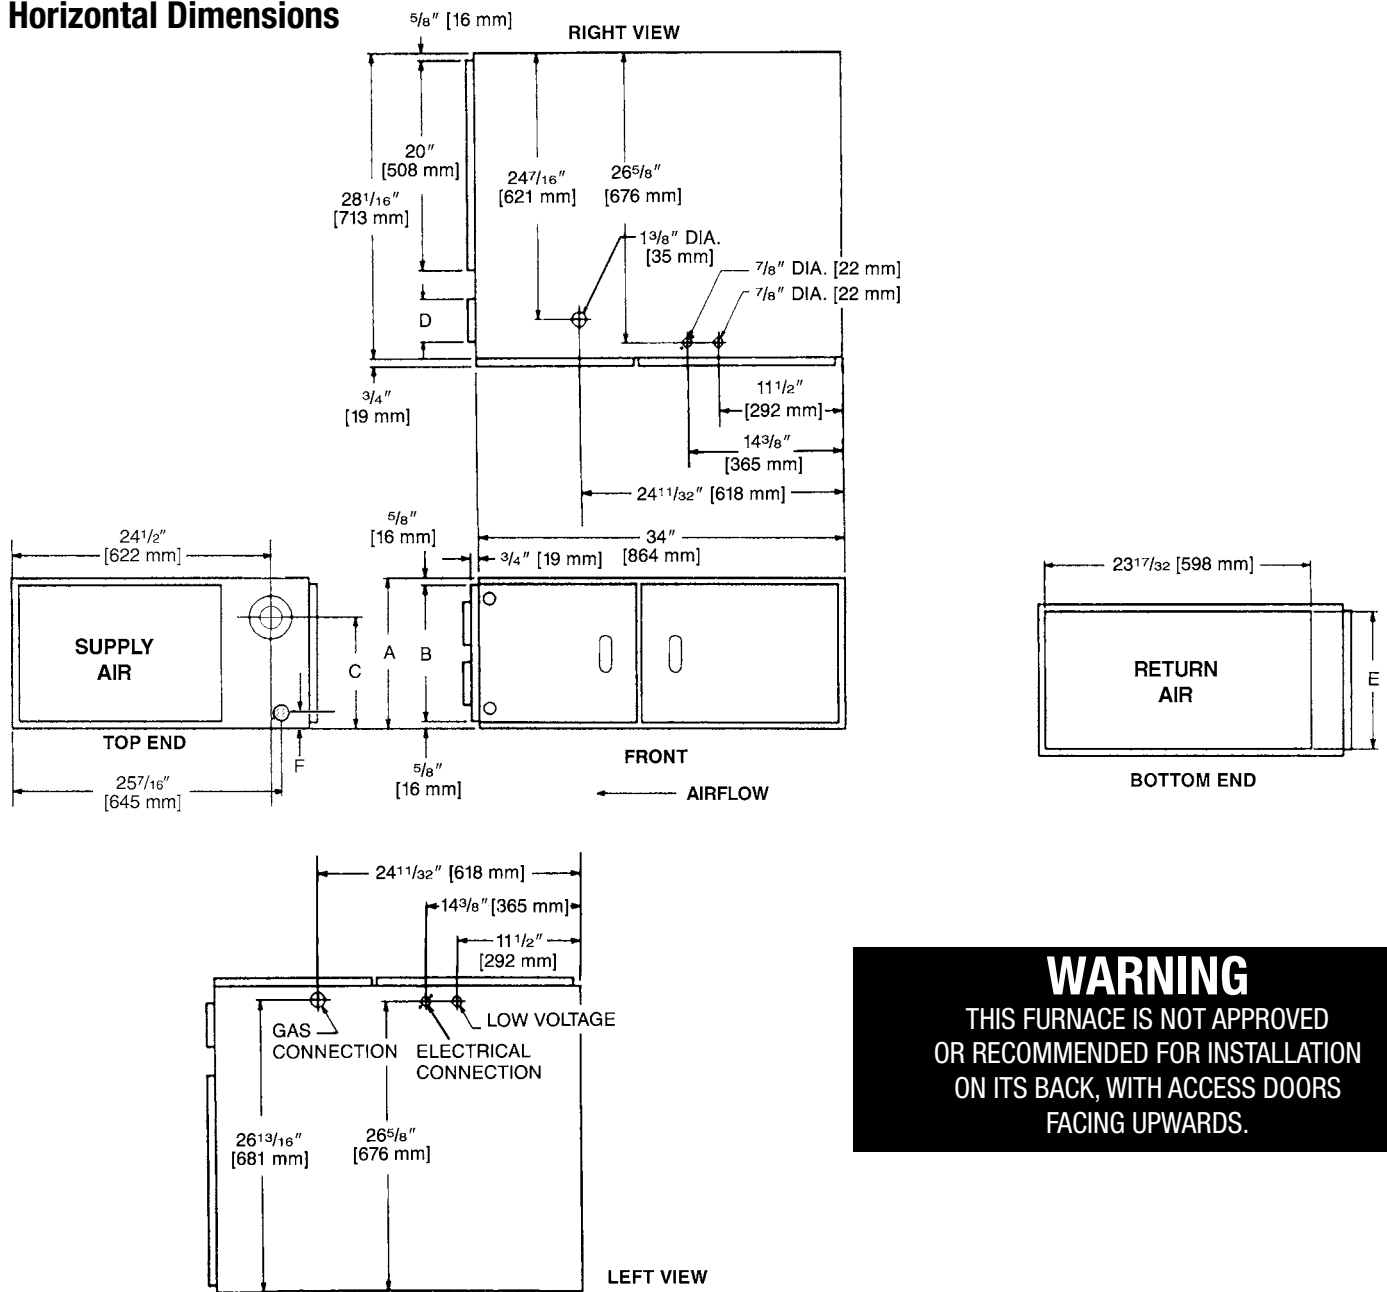 Horizontal Dimensions
5/8″ [16 mm]
RIGHT VIEW
20″
[508 mm]
28 1/16″
[713 mm]
24 7/16″
[621 mm]
26 5/8″
[676 mm]
1 3/8″ DIA.
[35 mm]
7/8″ DIA. [22 mm]
7/8″ DIA. [22 mm]
D
3/4″
[19 mm]
11 1/2″
[292 mm]
14 3/8″
[365 mm]
24 11/32″ [618 mm]
24 1/2″
[622 mm]
SUPPLY
AIR
C
TOP END
F
25 7/16″
[645 mm]
5/8″
[16 mm]
34″
[864 mm]
3/4″ [19 mm]
A
B
FRONT
5/8″
[16 mm]
AIRFLOW
23 17/32 [598 mm]
RETURN
AIR
E
BOTTOM END
24 11/32″ [618 mm]
14 3/8″ [365 mm]
11 1/2″
[292 mm]
GAS
CONNECTION
ELECTRICAL
CONNECTION
LOW VOLTAGE
26 13/16″
[681 mm]
26 5/8″
[676 mm]
LEFT VIEW
WARNING
THIS FURNACE IS NOT APPROVED
OR RECOMMENDED FOR INSTALLATION
ON ITS BACK, WITH ACCESS DOORS
FACING UPWARDS.